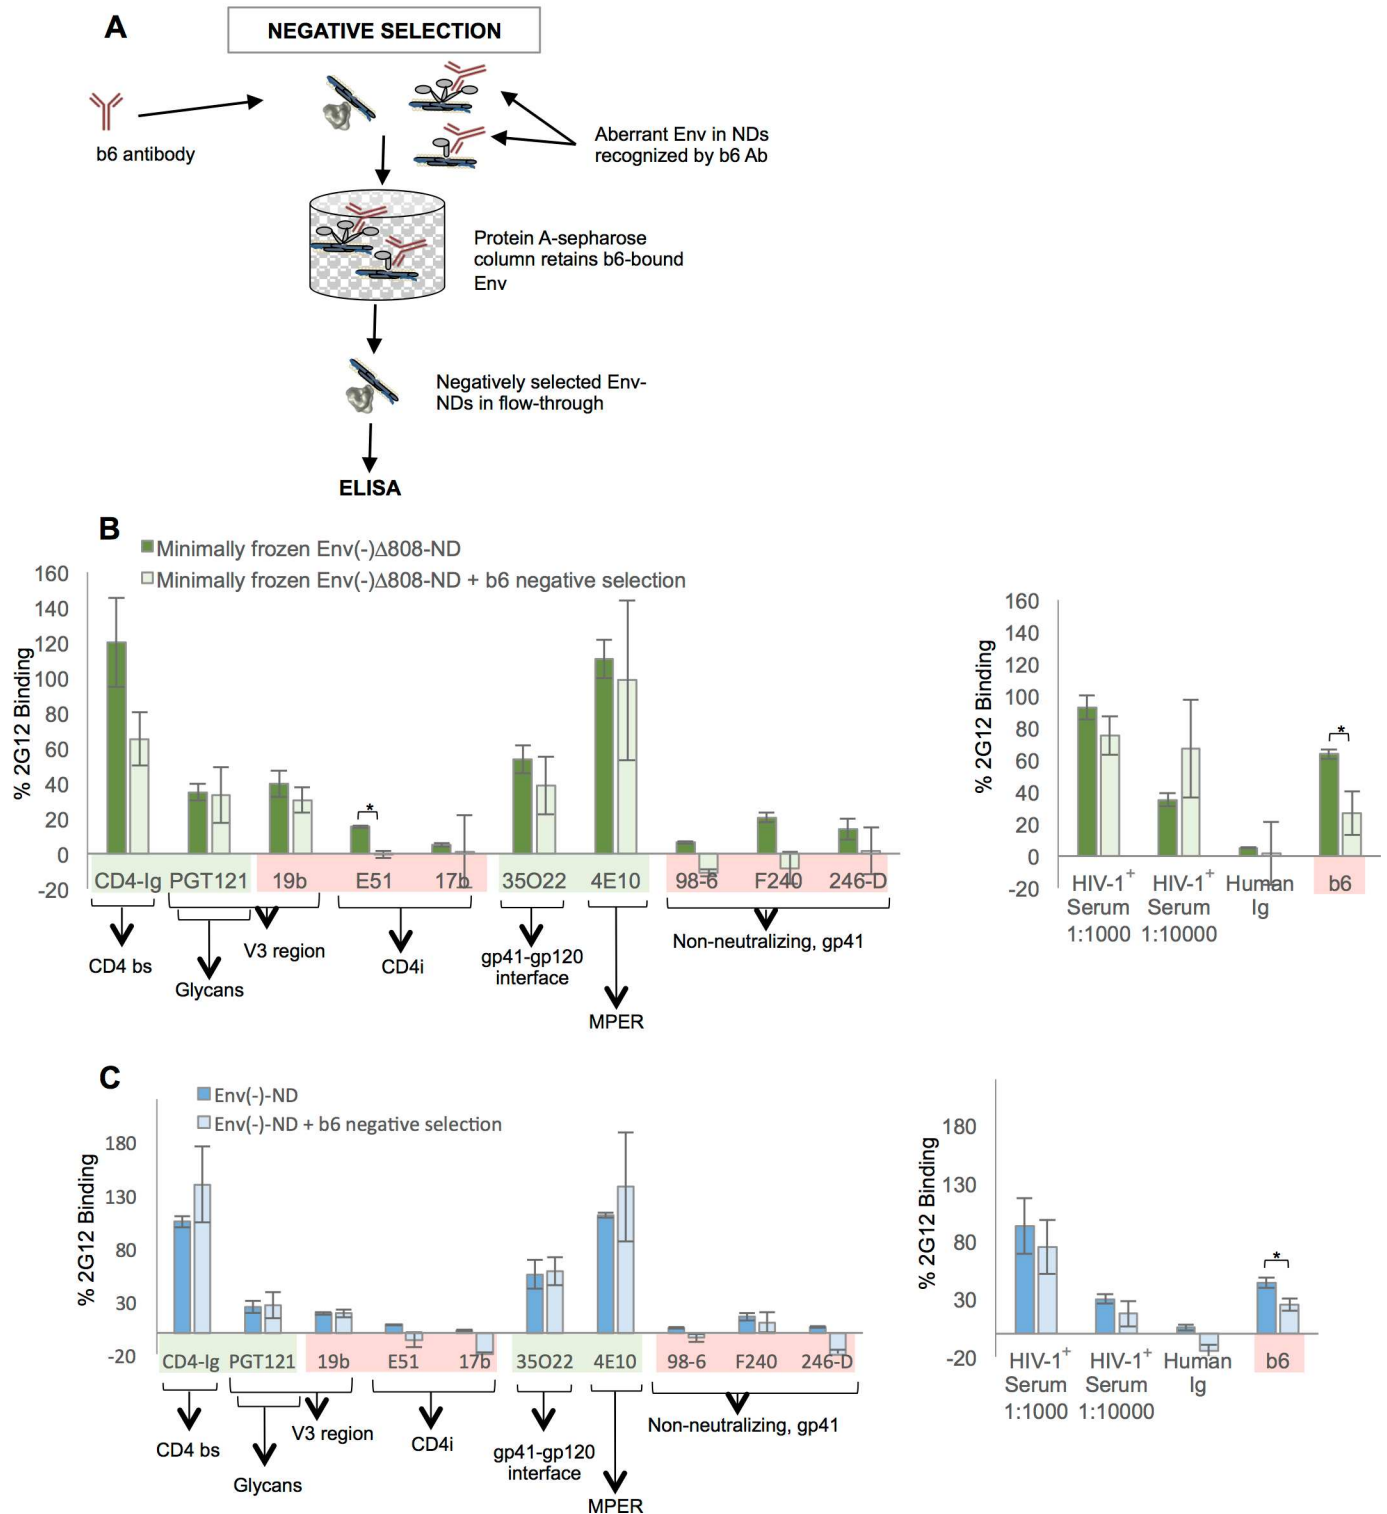 A
NEGATIVE SELECTION
b6 antibody
Aberrant Env in NDs
recognized by b6 Ab
Protein A-sepharose
column retains b6-bound
Env
Negatively selected Env-
NDs in flow-through
ELISA
B
Minimally frozen Env(-)Δ808-ND
Minimally frozen Env(-)Δ808-ND + b6 negative selection
% 2G12 Binding
160
140
120
100
80
60
40
20
0
-20
*
CD4-Ig PGT121 19b E51 17b 35O22 4E10 98-6 F240 246-D
CD4 bs
Glycans
V3 region
CD4i
gp41-gp120
interface
MPER
Non-neutralizing, gp41
% 2G12 Binding
160
140
120
100
80
60
40
20
0
-20
*
HIV-1+ HIV-1+ Human b6
Serum Serum Ig
1:1000 1:10000
C
Env(-)-ND
Env(-)-ND + b6 negative selection
% 2G12 Binding
180
130
80
30
-20
CD4-Ig PGT121 19b E51 17b 35O22 4E10 98-6 F240 246-D
CD4 bs
Glycans
V3 region
CD4i
gp41-gp120
interface
MPER
Non-neutralizing, gp41
% 2G12 Binding
180
130
80
30
-20
*
HIV-1+ HIV-1+ Human b6
Serum Serum Ig
1:1000 1:10000